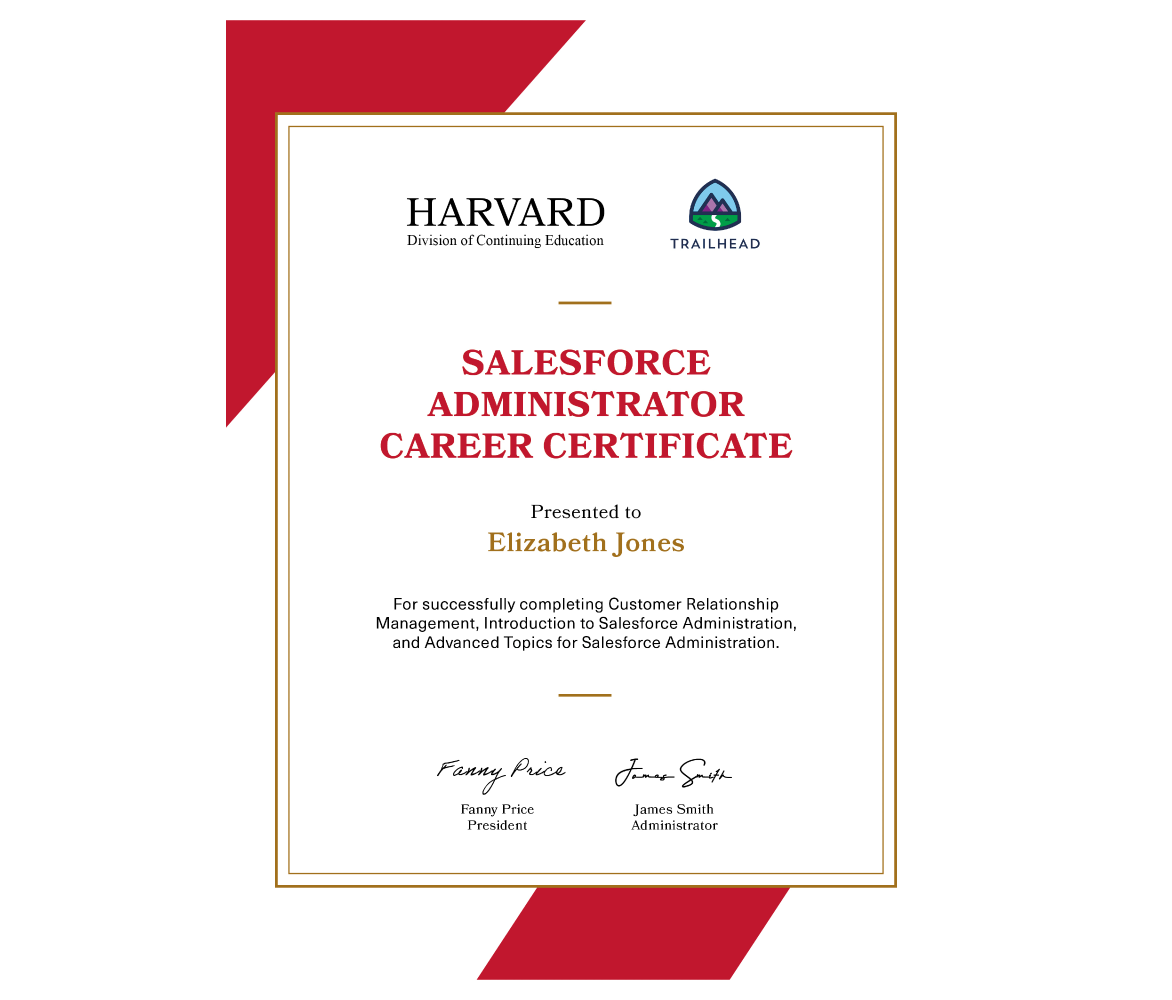 HARVARD
Division of Continuing Education
TRAILHEAD
SALESFORCE
ADMINISTRATOR
CAREER CERTIFICATE
Presented to
Elizabeth Jones
For successfully completing Customer Relationship
Management, Introduction to Salesforce Administration,
and Advanced Topics for Salesforce Administration.
Fanny Price
Fanny Price
President
James Smith
James Smith
Administrator